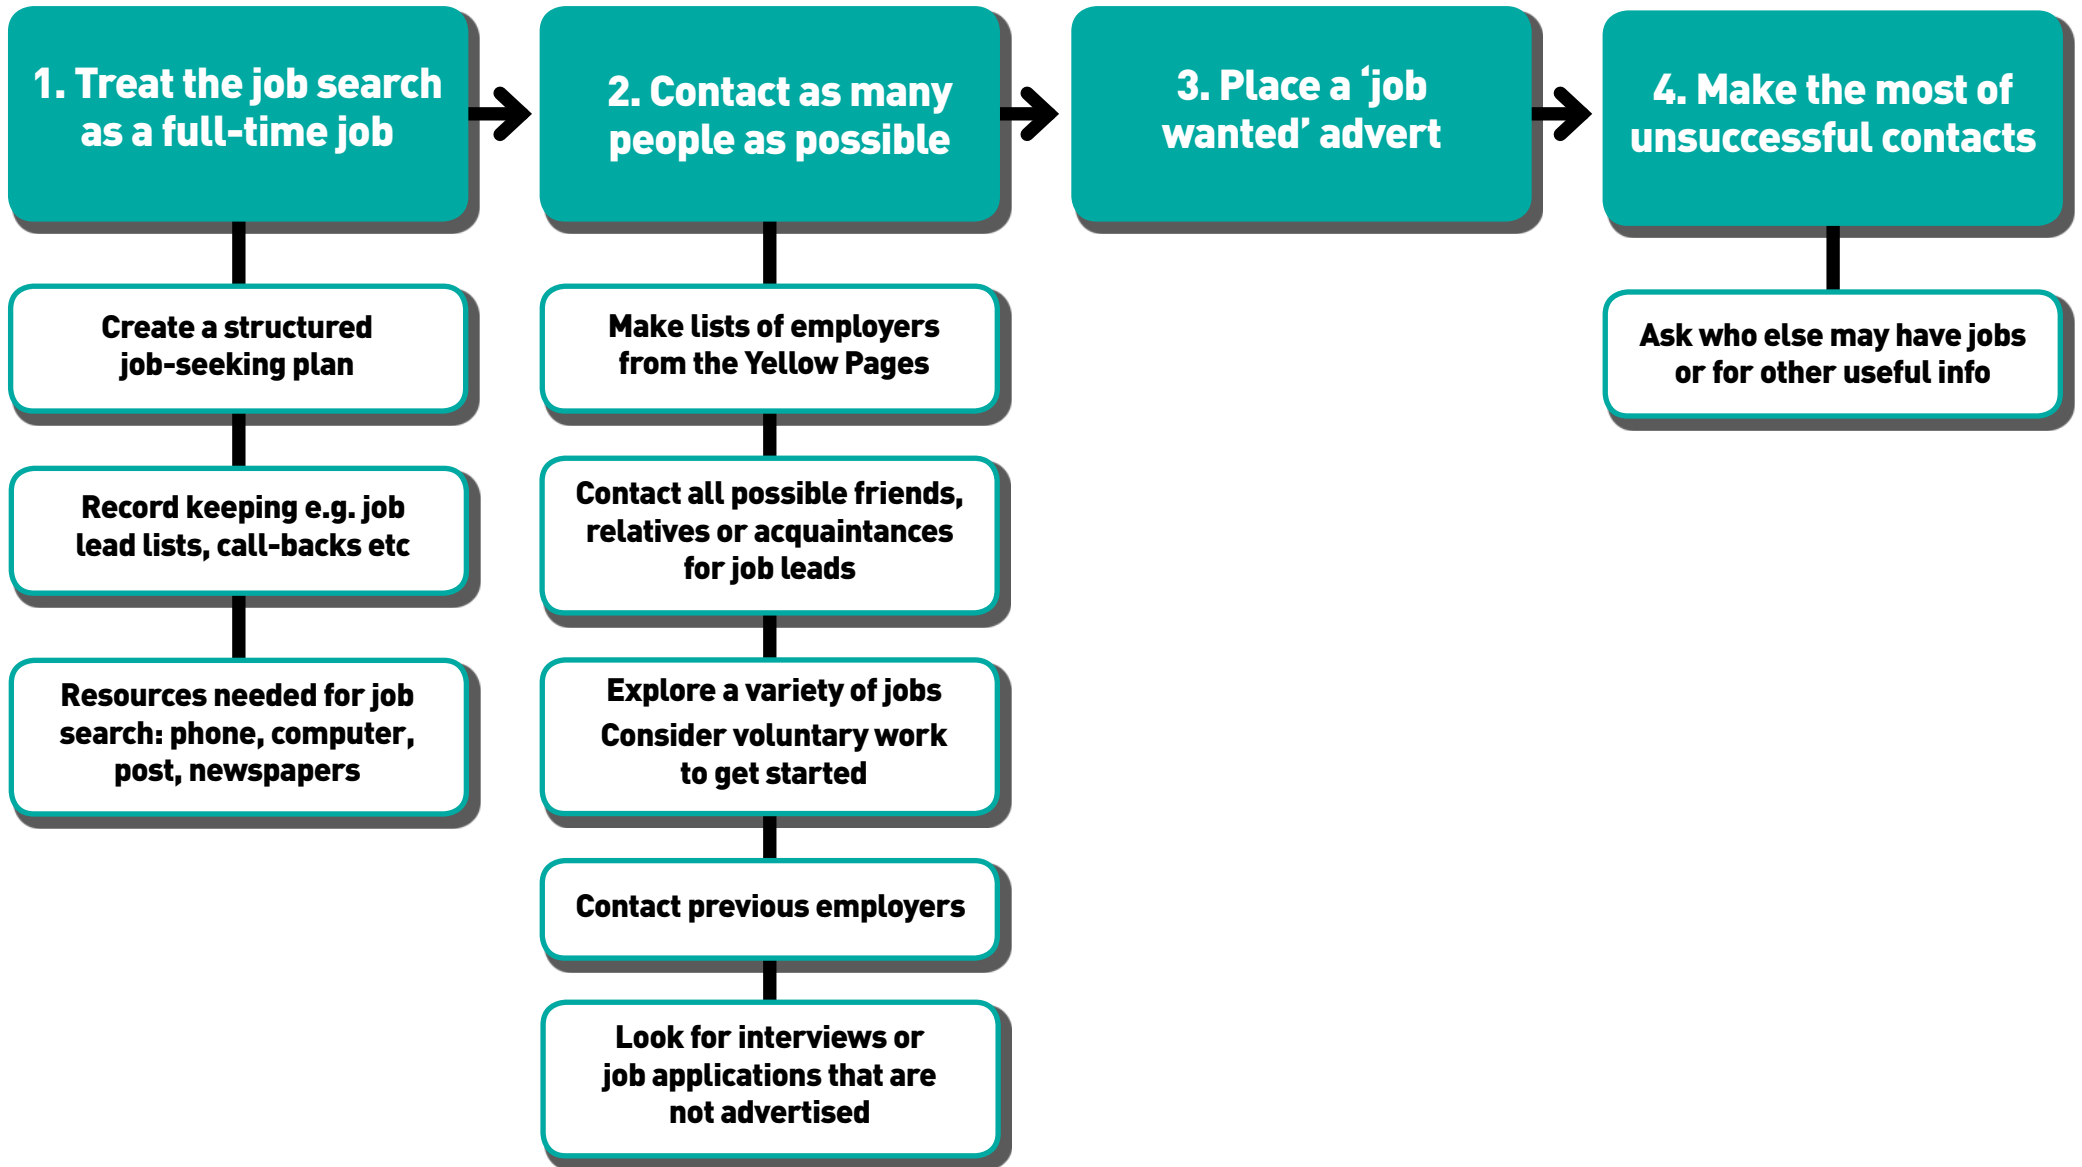 1. Treat the job search
as a full-time job
Create a structured
job-seeking plan
Record keeping e.g. job
lead lists, call-backs etc
Resources needed for job
search: phone, computer,
post, newspapers
2. Contact as many
people as possible
Make lists of employers
from the Yellow Pages
Contact all possible friends,
relatives or acquaintances
for job leads
Explore a variety of jobs
Consider voluntary work
to get started
Contact previous employers
Look for interviews or
job applications that are
not advertised
3. Place a ‘job
wanted’ advert
4. Make the most of
unsuccessful contacts
Ask who else may have jobs
or for other useful info